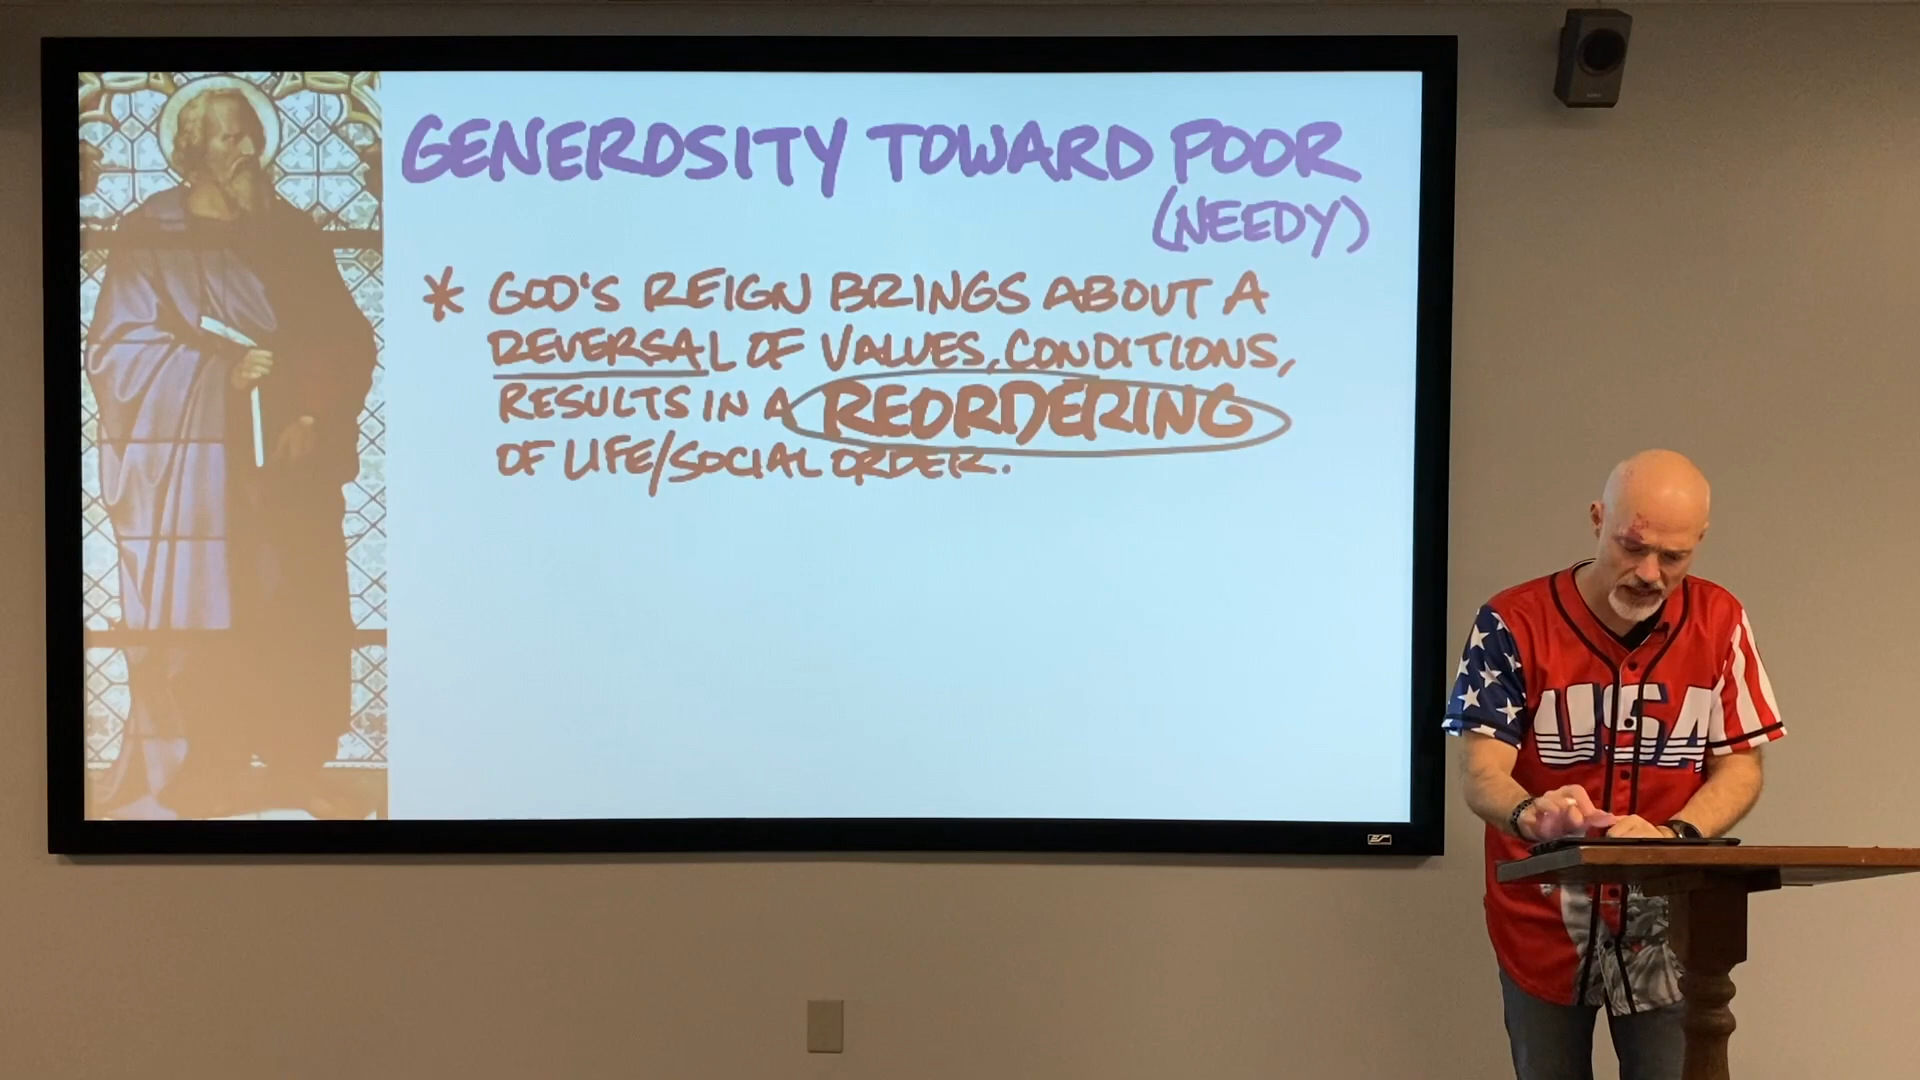 GENEROSITY TOWARD POOR
(NEEDY)
* GOD'S REIGN BRINGS ABOUT A
REVERSAL OF VALUES, CONDITIONS,
RESULTS IN A REORDERING
OF LIFE/SOCIAL ORDER.
USA